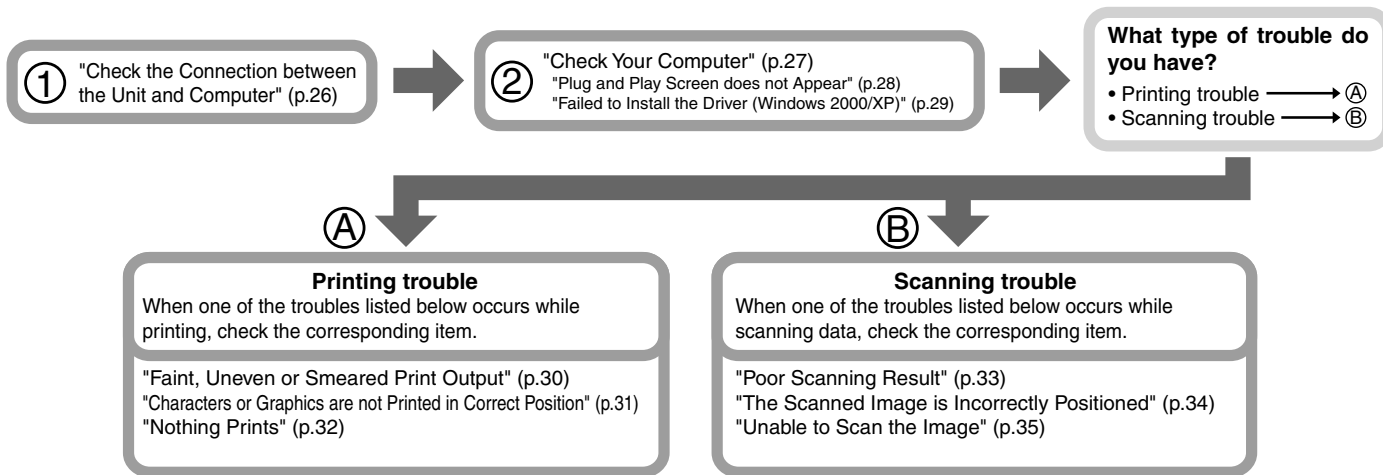 ① "Check the Connection between
the Unit and Computer" (p.26)
② "Check Your Computer" (p.27)
"Plug and Play Screen does not Appear" (p.28)
"Failed to Install the Driver (Windows 2000/XP)" (p.29)
What type of trouble do
you have?
• Printing trouble → Ⓐ
• Scanning trouble → Ⓑ
Ⓐ
Printing trouble
When one of the troubles listed below occurs while
printing, check the corresponding item.
"Faint, Uneven or Smeared Print Output" (p.30)
"Characters or Graphics are not Printed in Correct Position" (p.31)
"Nothing Prints" (p.32)
Ⓑ
Scanning trouble
When one of the troubles listed below occurs while
scanning data, check the corresponding item.
"Poor Scanning Result" (p.33)
"The Scanned Image is Incorrectly Positioned" (p.34)
"Unable to Scan the Image" (p.35)